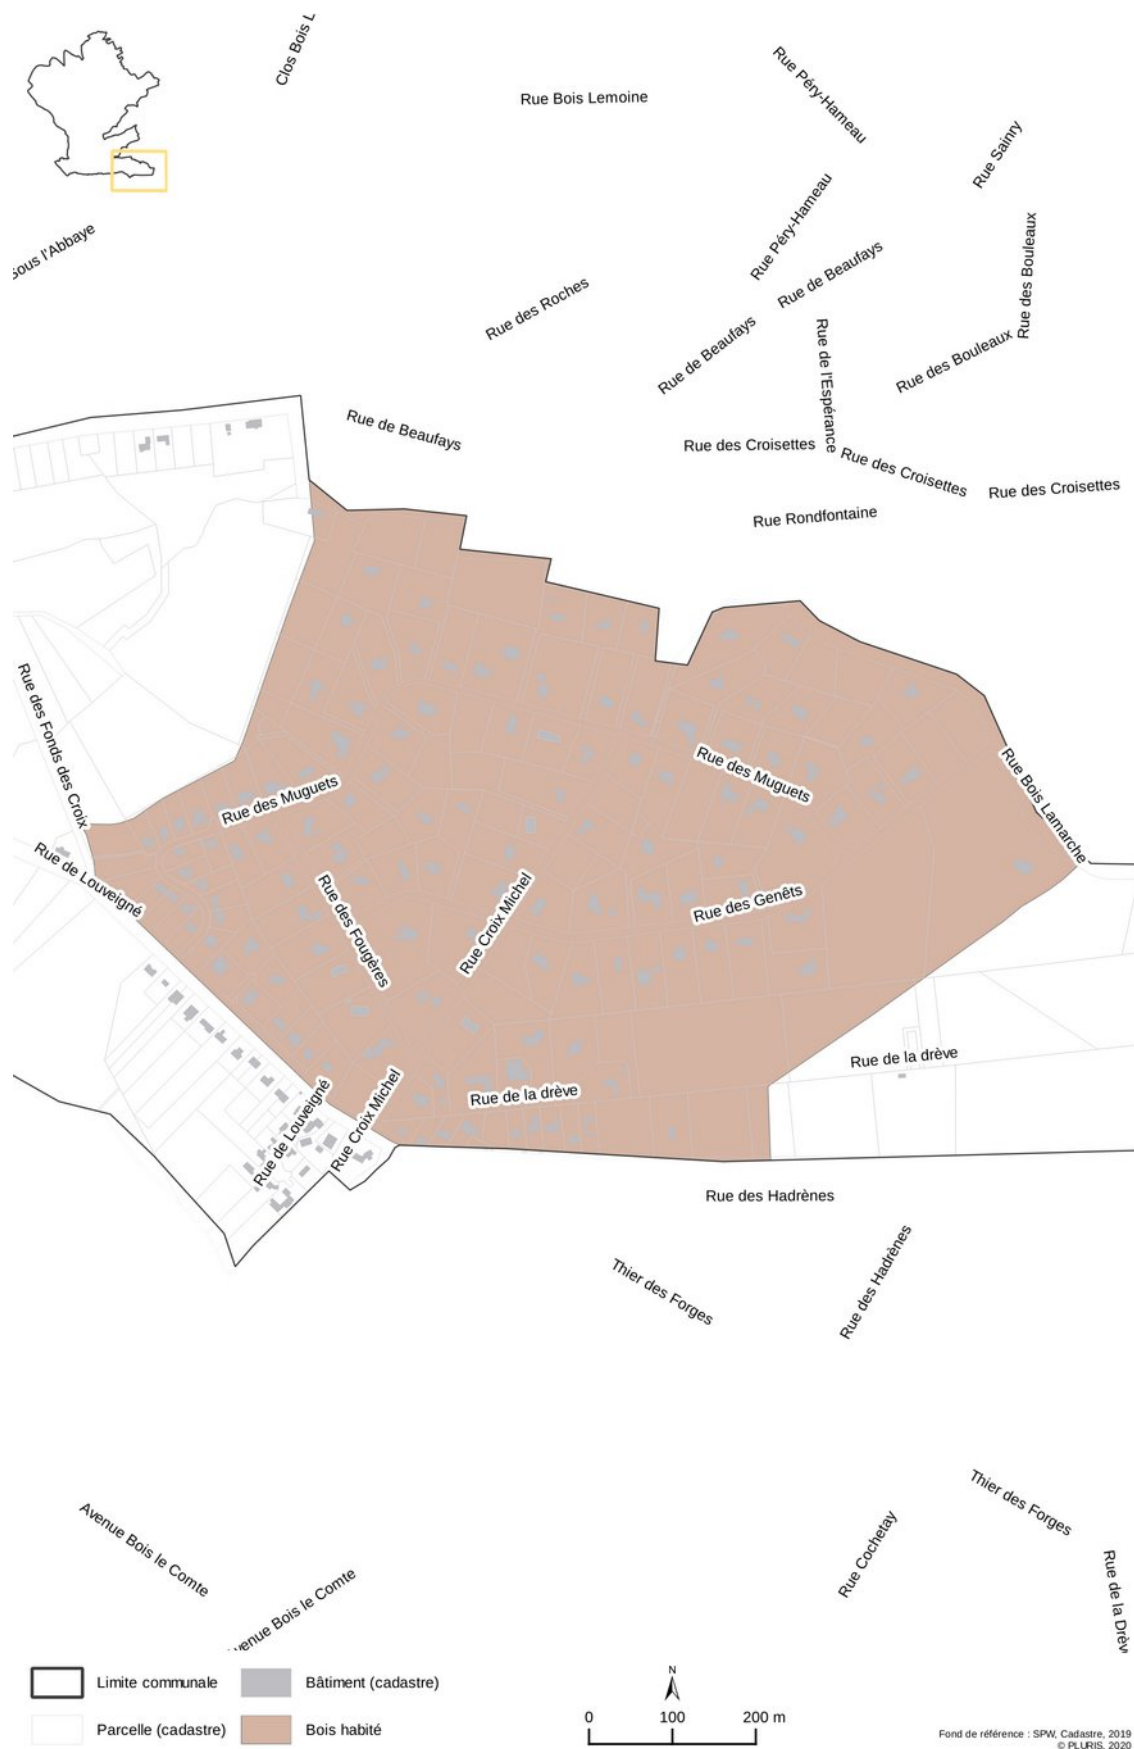 Clos Bois L
Rue Bois Lemoine
Rue Péry-Hameau
Rue Sainry
Rue Péry-Hameau
Sous l'Abbaye
Rue de Beaufays
Rue des Bouleaux
Rue des Roches
Rue de Beaufays
Rue de l'Espérance
Rue des Bouleaux
Rue de Beaufays
Rue des Croisettes
Rue des Croisettes
Rue des Croisettes
Rue Rondfontaine
Rue des Fonds des Croix
Rue des Muguets
Rue des Muguets
Rue Bois Lamarche
Rue de Louveigné
Rue des Fougères
Rue Croix Michel
Rue des Genêts
Rue de la drève
Rue de la drève
Rue de Louveigné
Rue Croix Michel
Rue des Hadrènes
Thier des Forges
Rue des Hadrènes
Thier des Forges
Avenue Bois le Comte
Rue Cochetay
Rue de la Drèv
venue Bois le Comte
Limite communale
Bâtiment (cadastre)
Parcelle (cadastre)
Bois habité
N
0 100 200 m
Fond de référence : SPW, Cadastre, 2019
© PLURIS, 2020